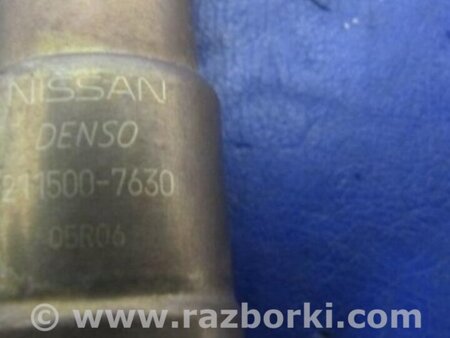 NISSAN
DENSO
211500-7630
05R06
www.razborki.com